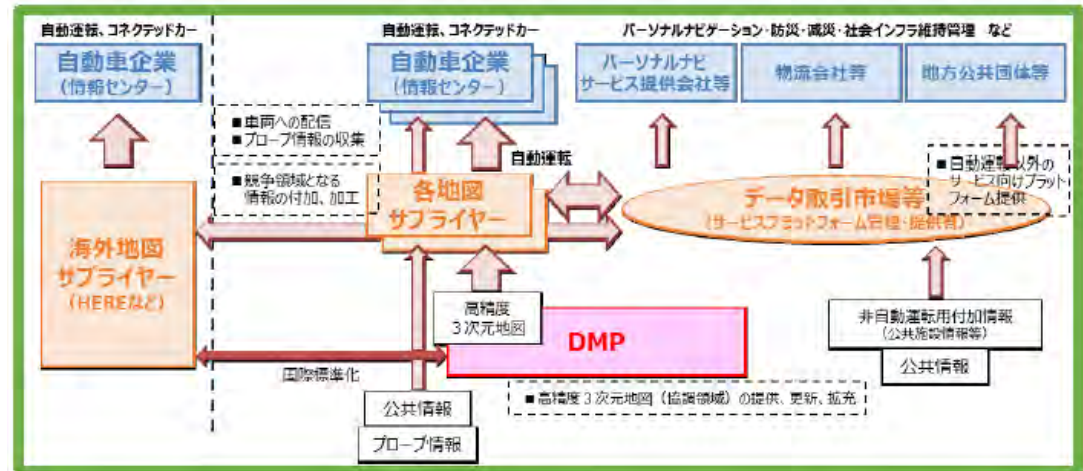 自動運転、コネクテッドカー
自動車企業
(情報センター)
海外地図
サプライヤー
(HEREなど)
自動運転、コネクテッドカー
自動車企業
(情報センター)
パーソナルナビゲーション・防災・減災・社会インフラ維持管理 など
パーソナルナビ
サービス提供会社等
物流会社等
地方公共団体等
■車両への配信
■プローブ情報の収集
■競争領域となる
情報の付加、加工
自動運転
各地図
サプライヤー
データ取引市場等
(サービスプラットフォーム管理・提供者)
■自動運転以外の
サービス向けプラット
フォーム提供
高精度
3次元地図
DMP
国際標準化
■高精度3次元地図(協調領域)の提供、更新、拡充
公共情報
プローブ情報
非自動運転用付加情報
(公共施設情報等)
公共情報